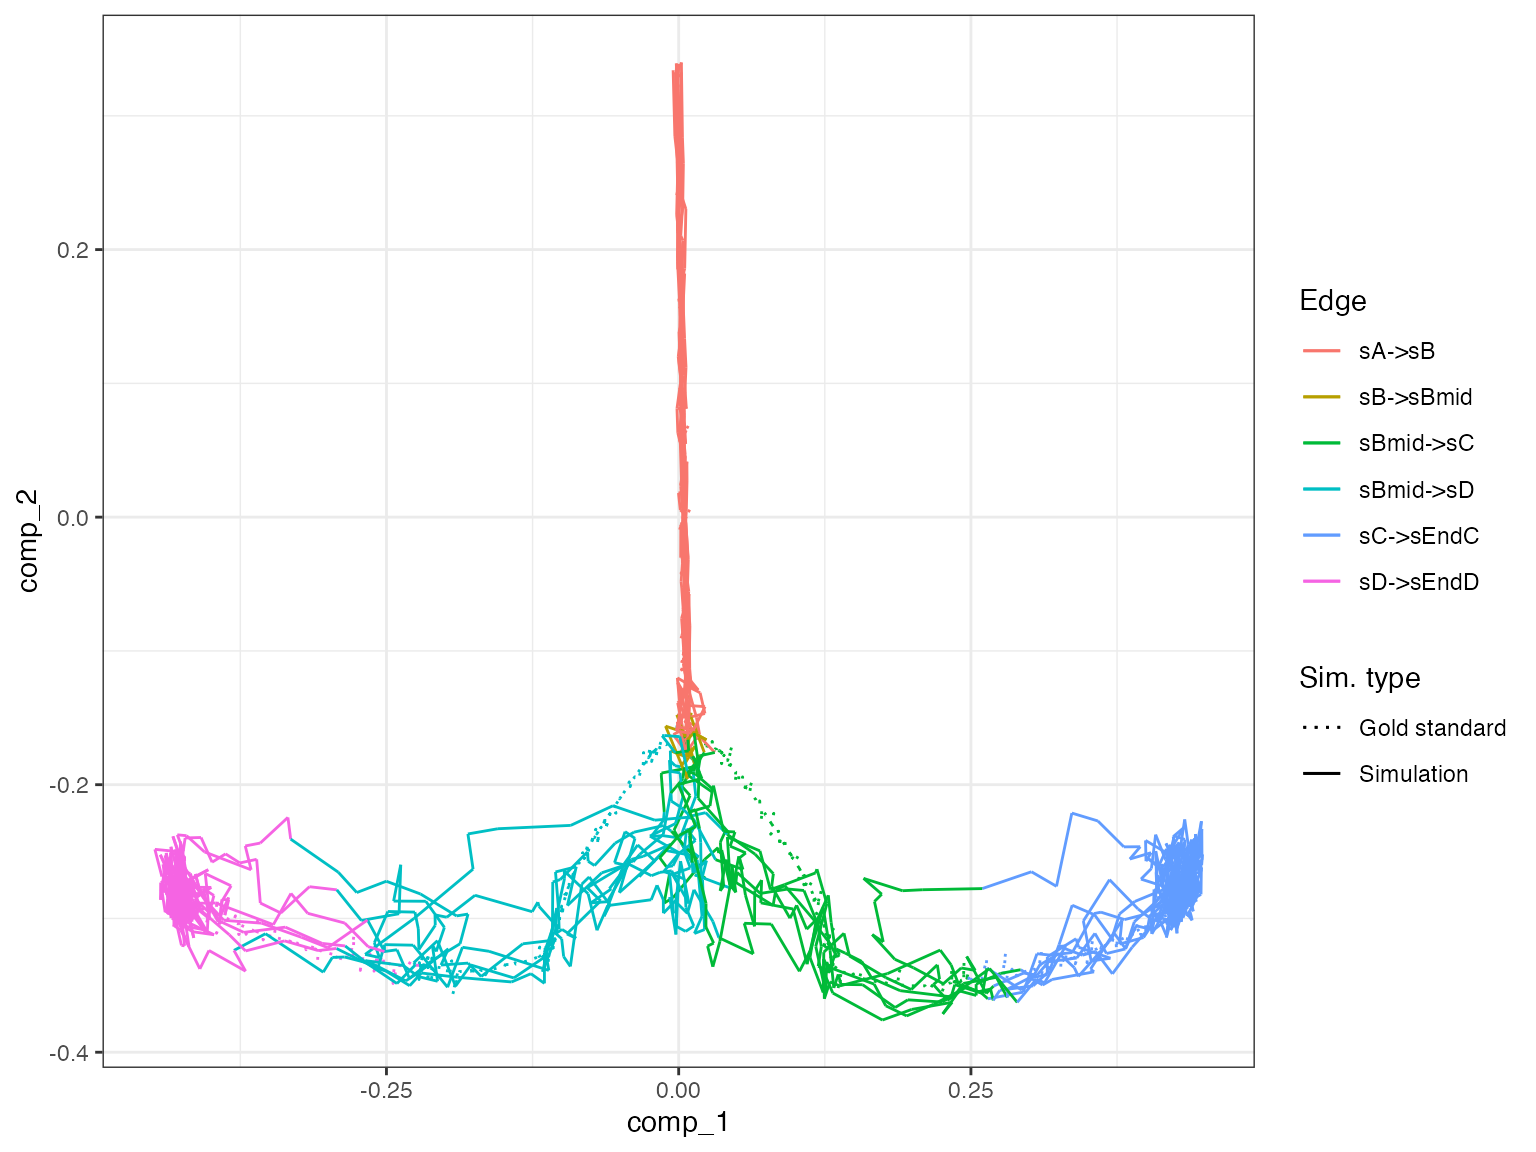 comp_2
0.2
0.0
-0.2
-0.4
-0.25
0.00
0.25
comp_1
Edge
sA->sB
sB->sBmid
sBmid->sC
sBmid->sD
sC->sEndC
sD->sEndD
Sim. type
Gold standard
Simulation